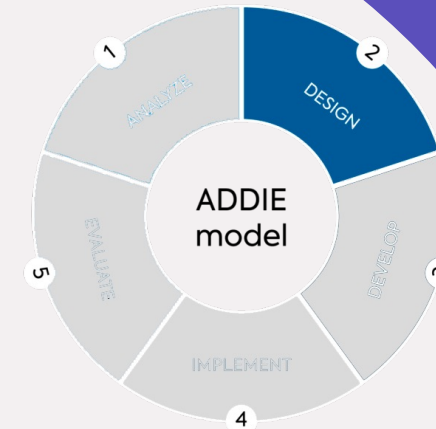 1
ANALYZE
2
DESIGN
DEVELOP
4
IMPLEMENT
5
EVALUATE
ADDIE
model